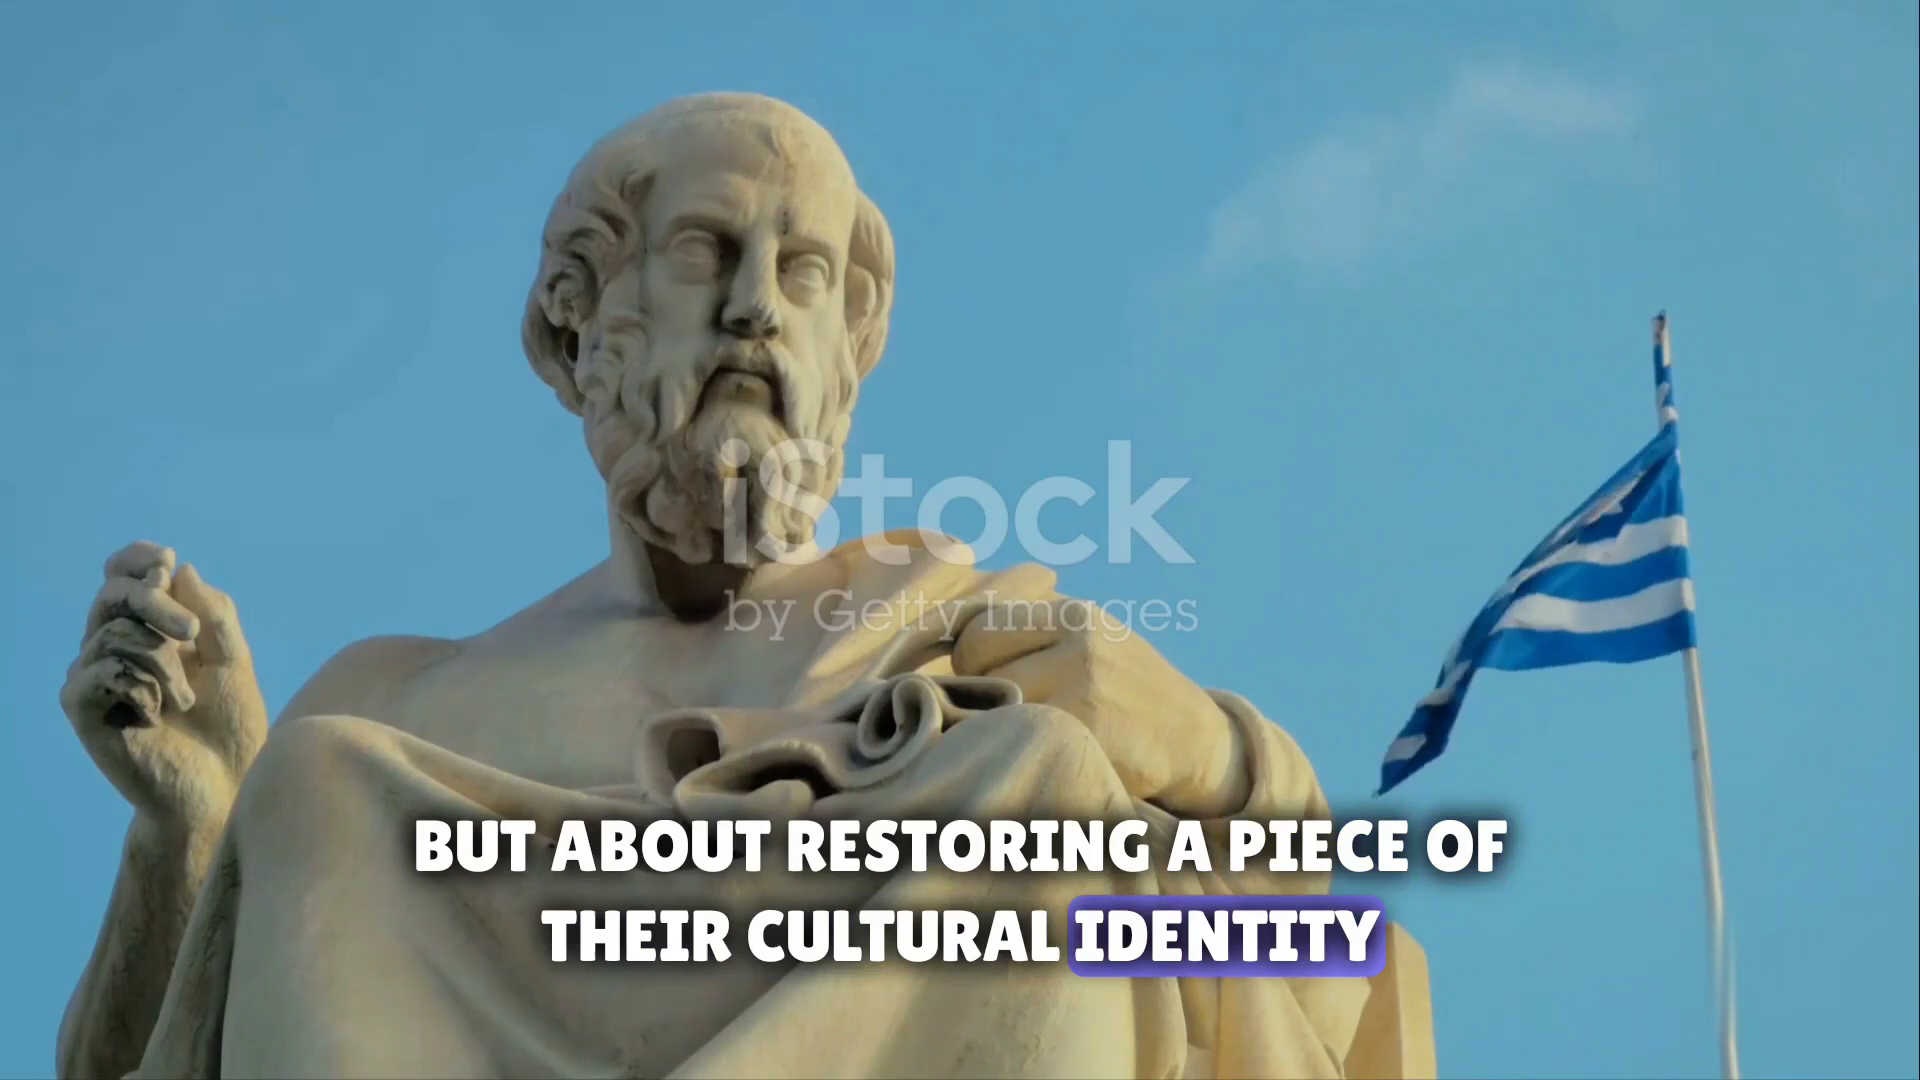 iStock
by Getty Images
BUT ABOUT RESTORING A PIECE OF
THEIR CULTURAL IDENTITY